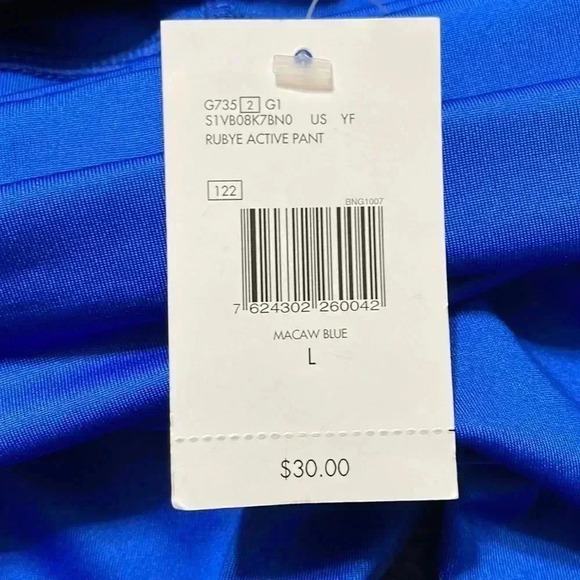 G735 2 G1
S1VB08K7BN0 US YF
RUBYE ACTIVE PANT
122
BNG1007
7 624302 260042
MACAW BLUE
L
$30.00